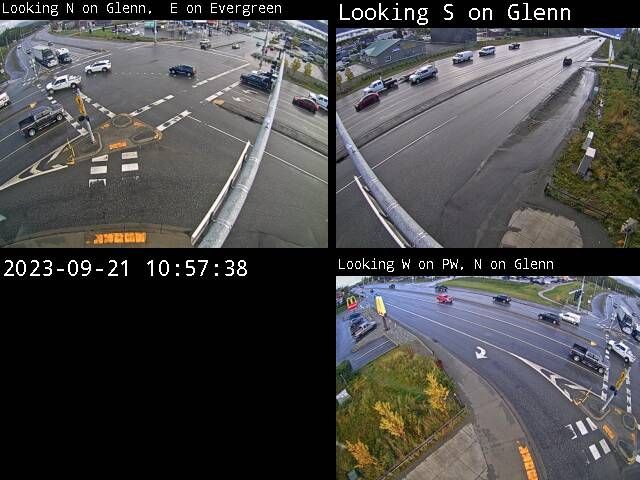 Looking N on Glenn,  E on Evergreen
Looking S on Glenn
2023-09-21 10:57:38
Looking W on PW, N on Glenn